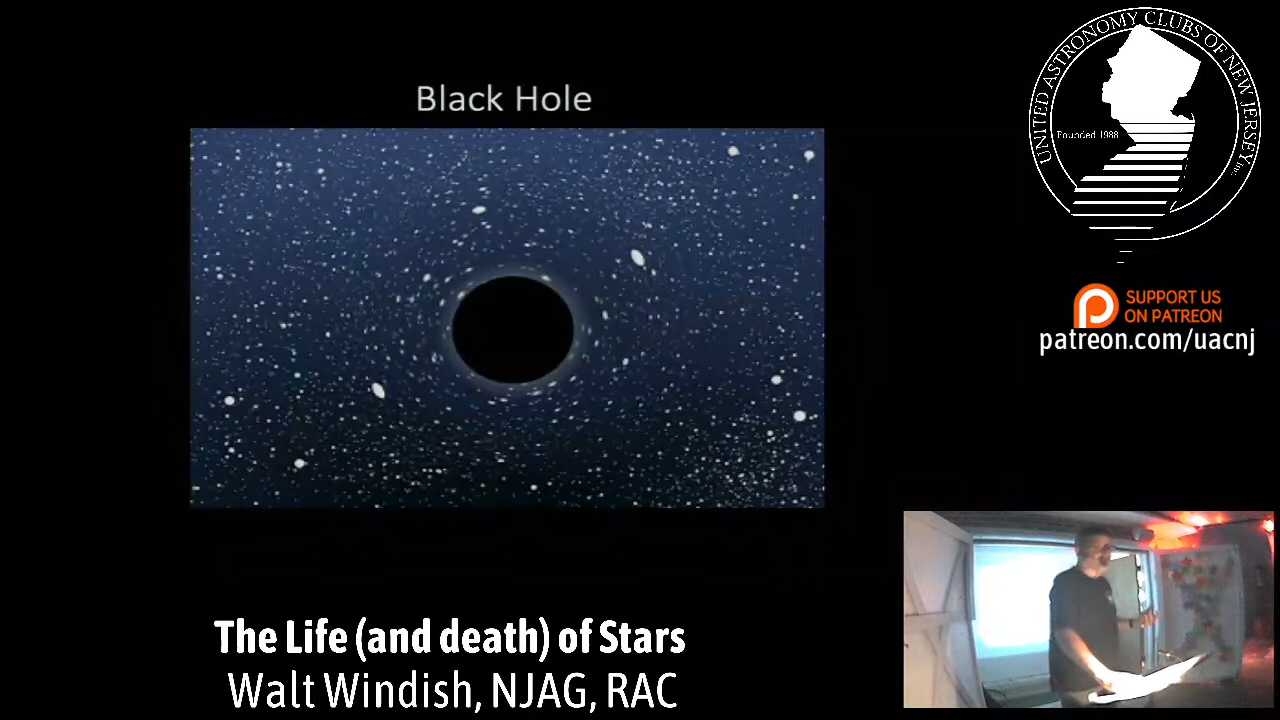 Black Hole
UNITED ASTRONOMY CLUBS OF NEW JERSEY, Inc.
Founded 1988
SUPPORT US
ON PATREON
patreon.com/uacnj
The Life (and death) of Stars
Walt Windish, NJAG, RAC